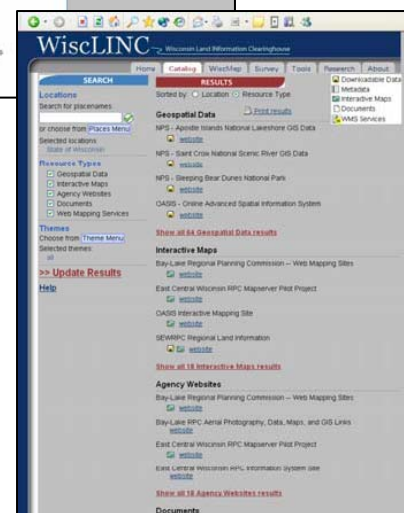 WiscLINC
Wisconsin Land INformation Clearinghouse
Home Catalog WiscMap Survey Tools Research About
SEARCH
Locations
Search for placenames:
or choose from Places Menu
Selected locations:
State of Wisconsin
Resource Types
Geospatial Data
Interactive Maps
Agency Websites
Documents
Web Mapping Services
Themes
Choose from Theme Menu
Selected themes:
all
>> Update Results
Help
RESULTS
Sorted by: Location Resource Type
Print results
Geospatial Data
NPS - Apostle Islands National Lakeshore GIS Data
website
NPS - Saint Croix National Scenic River GIS Data
website
NPS - Sleeping Bear Dunes National Park
website
OASIS - Online Advanced Spatial Information System
website
Show all 64 Geospatial Data results
Interactive Maps
Bay-Lake Regional Planning Commission -- Web Mapping Sites
website
East Central Wisconsin RPC Mapserver Pilot Project
website
OASIS Interactive Mapping Site
website
SEWRPC Regional Land Information
website
Show all 18 Interactive Maps results
Agency Websites
Bay-Lake Regional Planning Commission -- Web Mapping Sites
website
Bay-Lake RPC Aerial Photography, Data, Maps, and GIS Links
website
East Central Wisconsin RPC Mapserver Pilot Project
website
East Central Wisconsin RPC Information System Site
website
Show all 18 Agency Websites results
Documents
Downloadable Data
Metadata
Interactive Maps
Documents
WMS Services